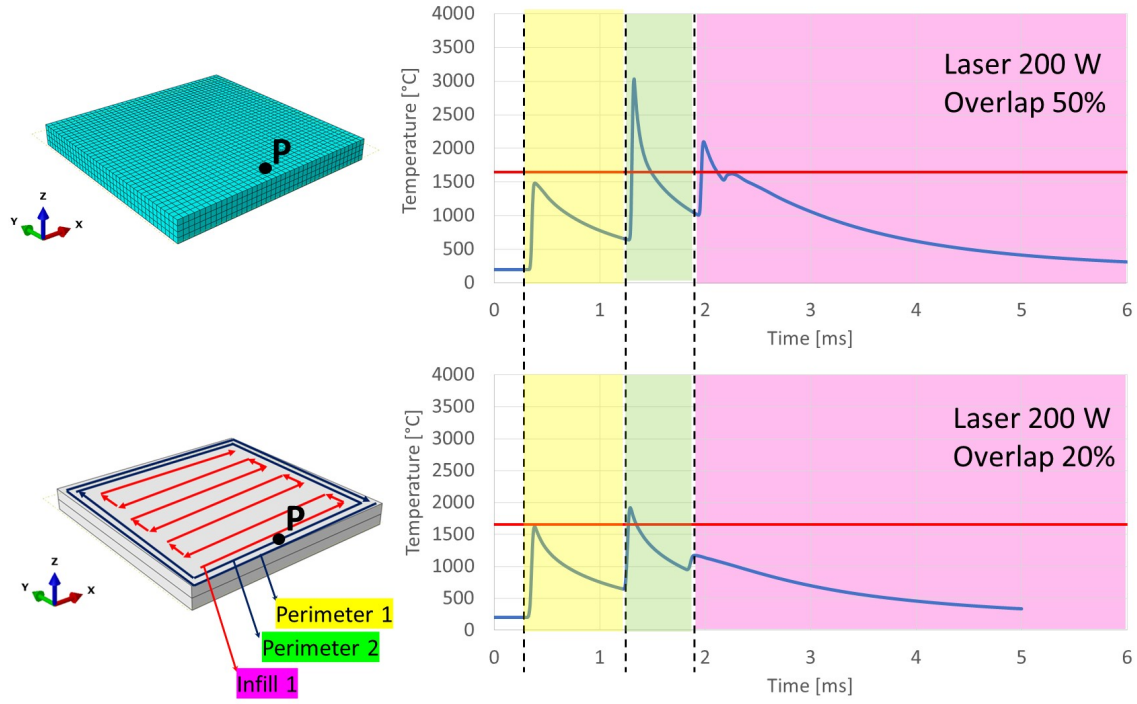 P
Z
Y
X
Temperature [°C]
4000
3500
3000
2500
2000
1500
1000
500
0
Laser 200 W
Overlap 50%
0
1
2
3
4
5
6
Time [ms]
P
Z
Y
X
Perimeter 1
Perimeter 2
Infill 1
Temperature [°C]
4000
3500
3000
2500
2000
1500
1000
500
0
Laser 200 W
Overlap 20%
0
1
2
3
4
5
6
Time [ms]